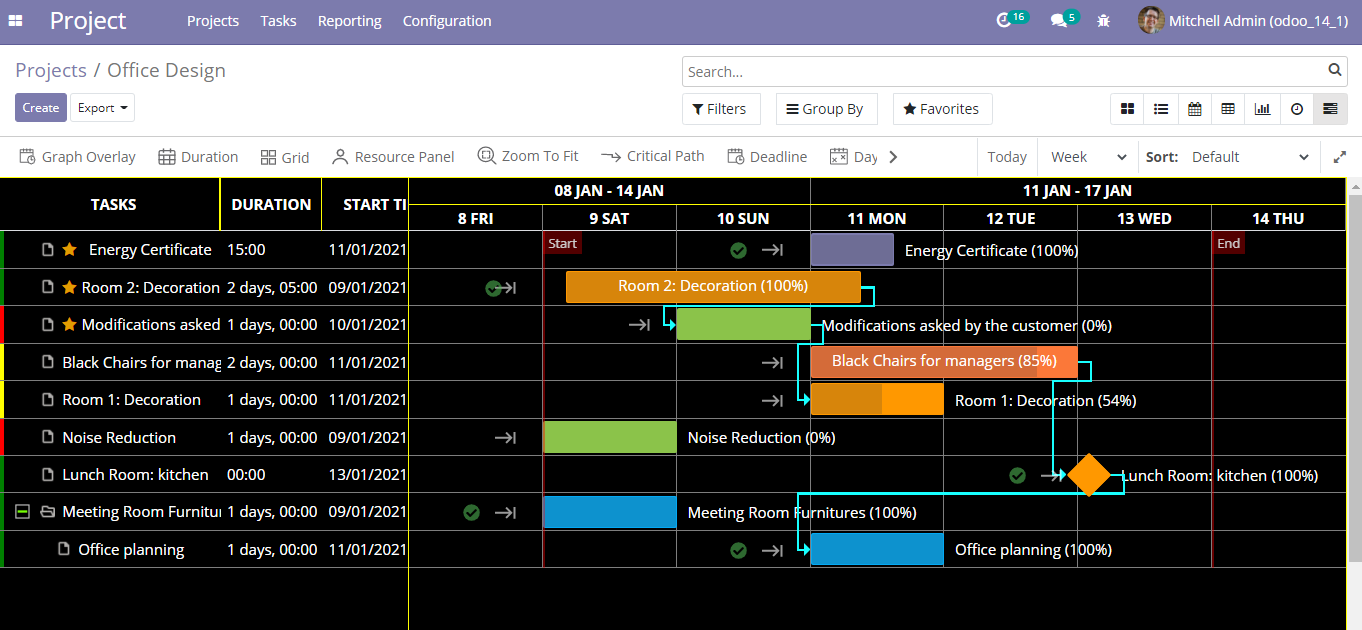 Project Projects Tasks Reporting Configuration 16 5 Mitchell Admin (odoo_14_1)
Projects / Office Design
Search...
Create Export Filters Group By Favorites
Graph Overlay Duration Grid Resource Panel Zoom To Fit Critical Path Deadline Day Today Week Sort: Default
08 JAN - 14 JAN 11 JAN - 17 JAN
TASKS DURATION START TI
8 FRI 9 SAT 10 SUN 11 MON 12 TUE 13 WED 14 THU
Start End
Energy Certificate 15:00 11/01/2021 Energy Certificate (100%)
Room 2: Decoration 2 days, 05:00 09/01/2021 Room 2: Decoration (100%)
Modifications asked 1 days, 00:00 10/01/2021 Modifications asked by the customer (0%)
Black Chairs for manag 2 days, 00:00 11/01/2021 Black Chairs for managers (85%)
Room 1: Decoration 1 days, 00:00 11/01/2021 Room 1: Decoration (54%)
Noise Reduction 1 days, 00:00 09/01/2021 Noise Reduction (0%)
Lunch Room: kitchen 00:00 13/01/2021 Lunch Room: kitchen (100%)
Meeting Room Furnitu 1 days, 00:00 09/01/2021 Meeting Room Furnitures (100%)
Office planning 1 days, 00:00 11/01/2021 Office planning (100%)